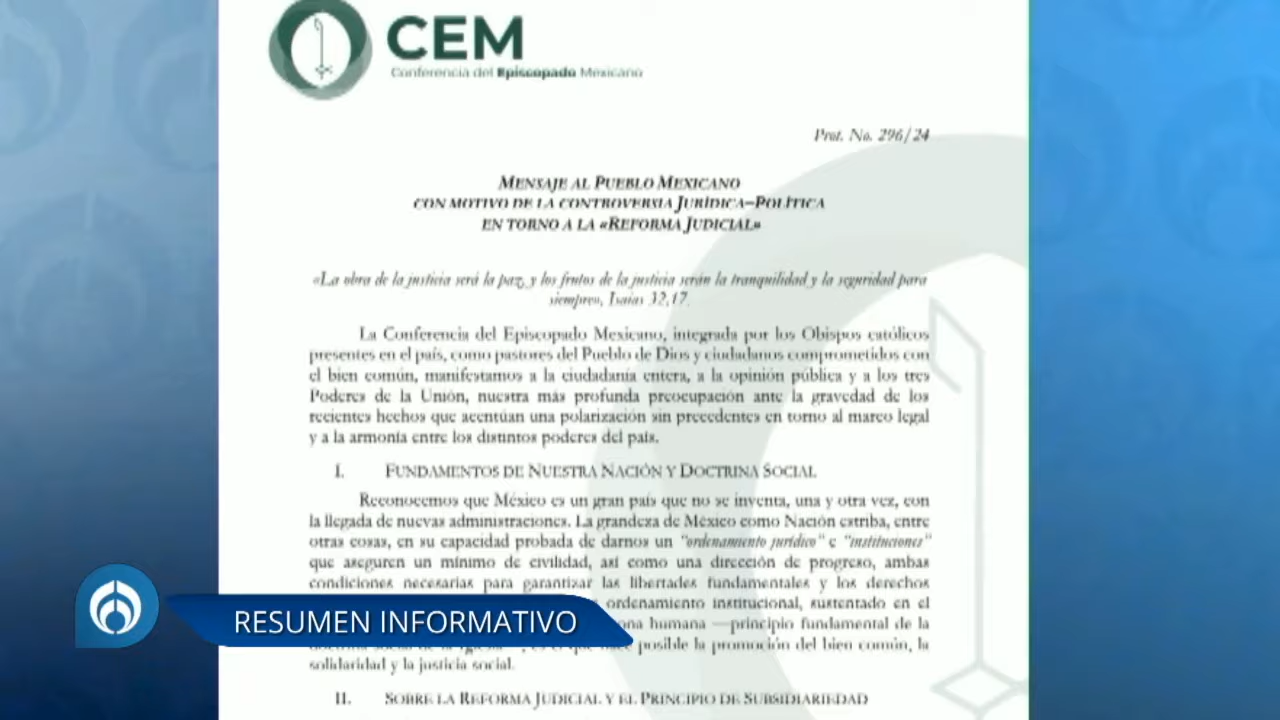 CEM
Conferencia del Episcopado Mexicano
Prot. No. 296/24
MENSAJE AL PUEBLO MEXICANO
CON MOTIVO DE LA CONTROVERSIA JURÍDICA–POLÍTICA
EN TORNO A LA «REFORMA JUDICIAL»
«La obra de la justicia será la paz, y los frutos de la justicia serán la tranquilidad y la seguridad para
siempre», Isaías 32,17.
La Conferencia del Episcopado Mexicano, integrada por los Obispos católicos
presentes en el país, como pastores del Pueblo de Dios y ciudadanos comprometidos con
el bien común, manifestamos a la ciudadanía entera, a la opinión pública y a los tres
Poderes de la Unión, nuestra más profunda preocupación ante la gravedad de los
recientes hechos que acentúan una polarización sin precedentes en torno al marco legal
y a la armonía entre los distintos poderes del país.
I. FUNDAMENTOS DE NUESTRA NACIÓN Y DOCTRINA SOCIAL
Reconocemos que México es un gran país que no se inventa, una y otra vez, con
la llegada de nuevas administraciones. La grandeza de México como Nación estriba, entre
otras cosas, en su capacidad probada de darnos un "ordenamiento jurídico" e "instituciones"
que aseguren un mínimo de civilidad, así como una dirección de progreso, ambas
condiciones necesarias para garantizar las libertades fundamentales y los derechos
ordenamiento institucional, sustentado en el
humana —principio fundamental de la
posible la promoción del bien común, la
solidaridad y la justicia social.
II. SOBRE LA REFORMA JUDICIAL Y EL PRINCIPIO DE SUBSIDIARIEDAD
RESUMEN INFORMATIVO